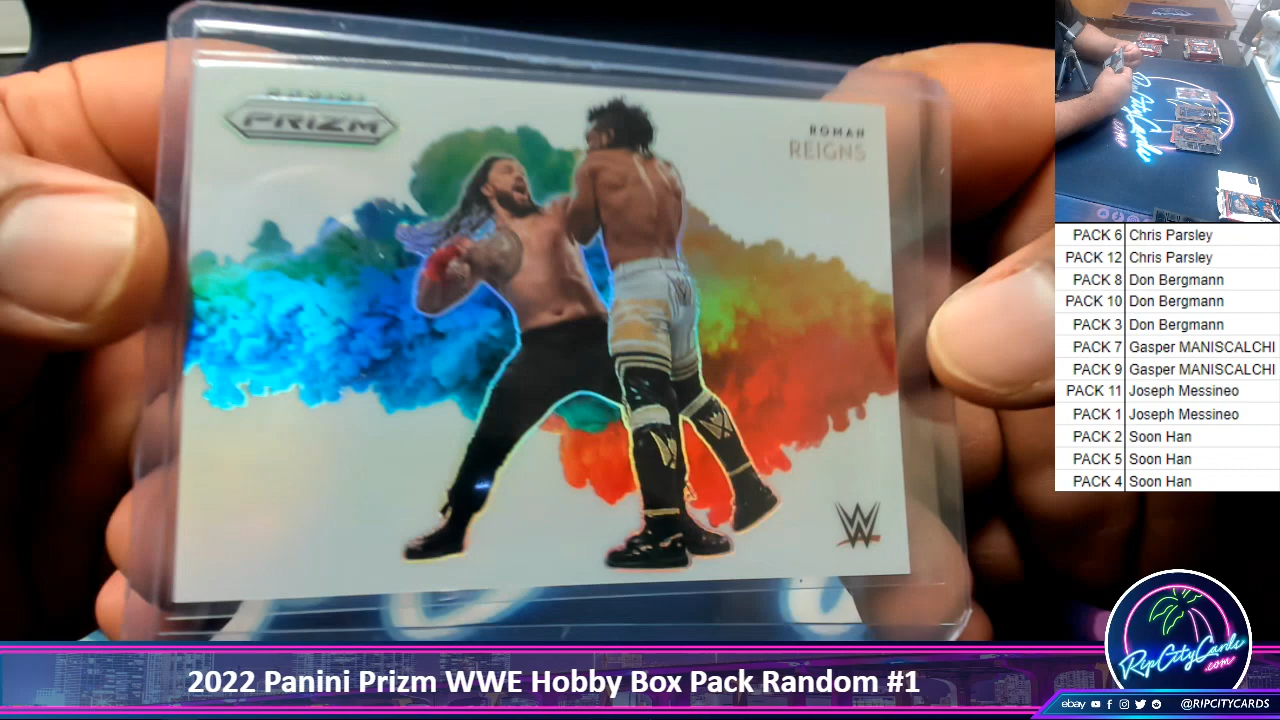 PANINI
PRIZM
ROMAN
REIGNS
W
PACK 6 Chris Parsley
PACK 12 Chris Parsley
PACK 8 Don Bergmann
PACK 10 Don Bergmann
PACK 3 Don Bergmann
PACK 7 Gasper MANISCALCHI
PACK 9 Gasper MANISCALCHI
PACK 11 Joseph Messineo
PACK 1 Joseph Messineo
PACK 2 Soon Han
PACK 5 Soon Han
PACK 4 Soon Han
RipCityCards
.com
2022 Panini Prizm WWE Hobby Box Pack Random #1
ebay @RIPCITYCARDS